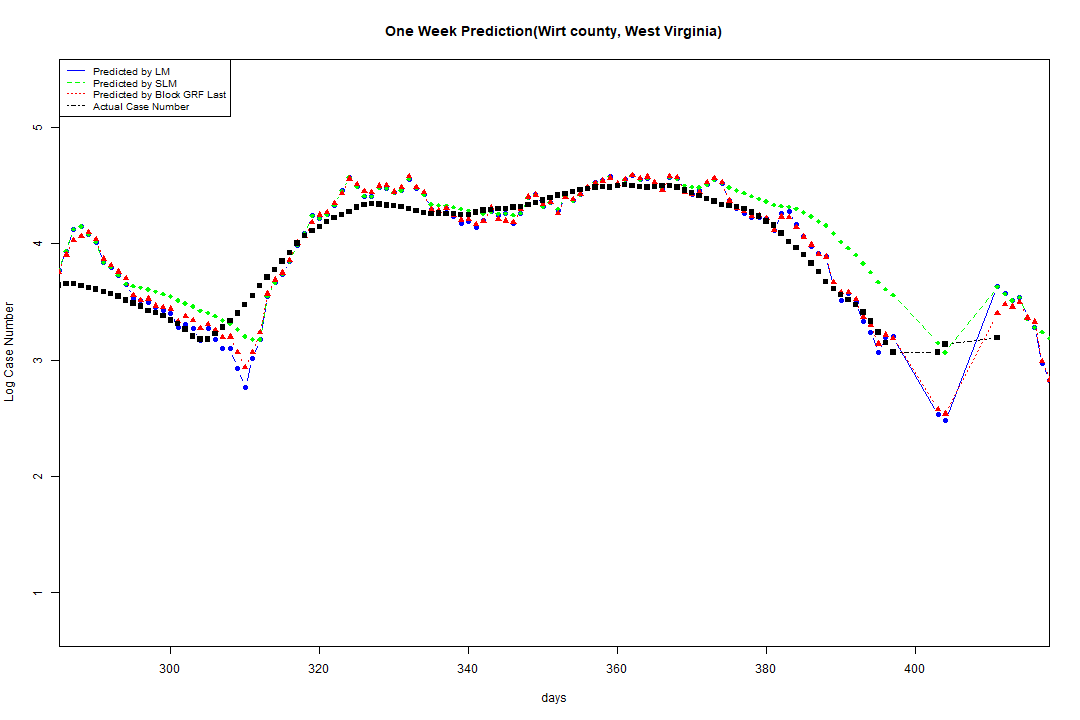 One Week Prediction(Wirt county, West Virginia)
Predicted by LM
Predicted by SLM
Predicted by Block GRF Last
Actual Case Number
5
4
3
2
1
Log Case Number
300 320 340 360 380 400
days